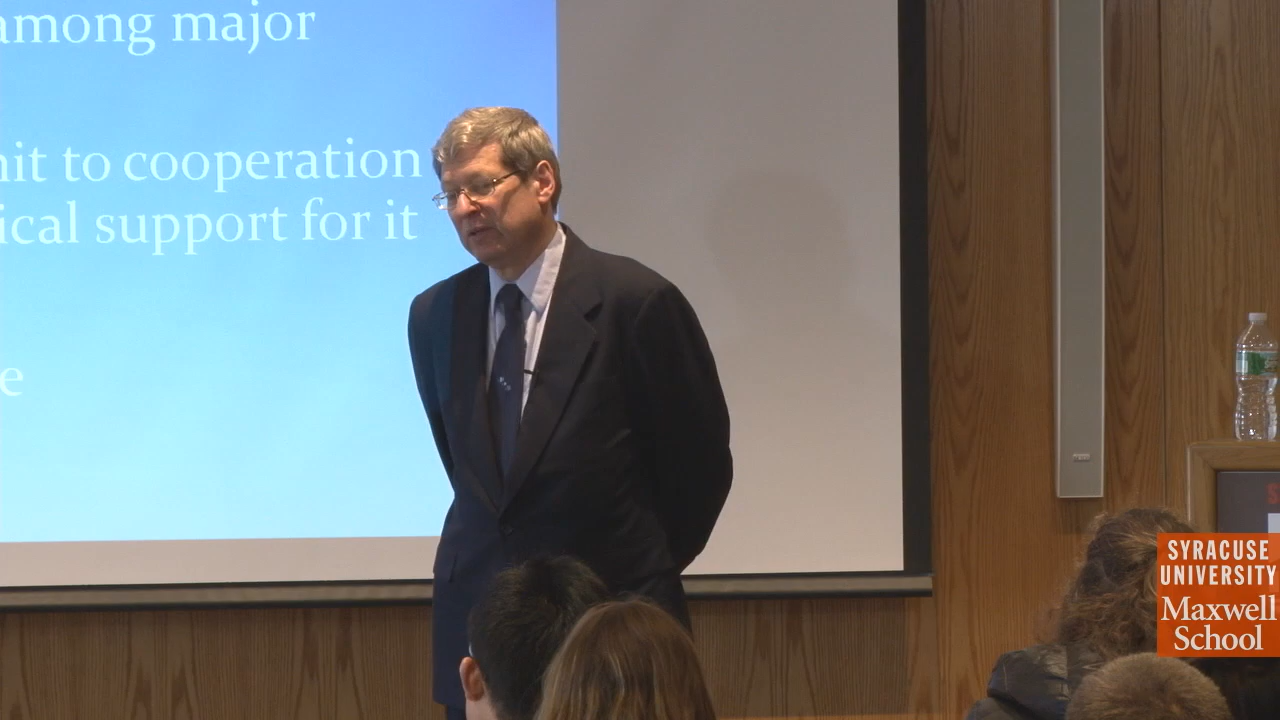 among major
nit to cooperation
ical support for it
e
SYRACUSE
UNIVERSITY
Maxwell
School